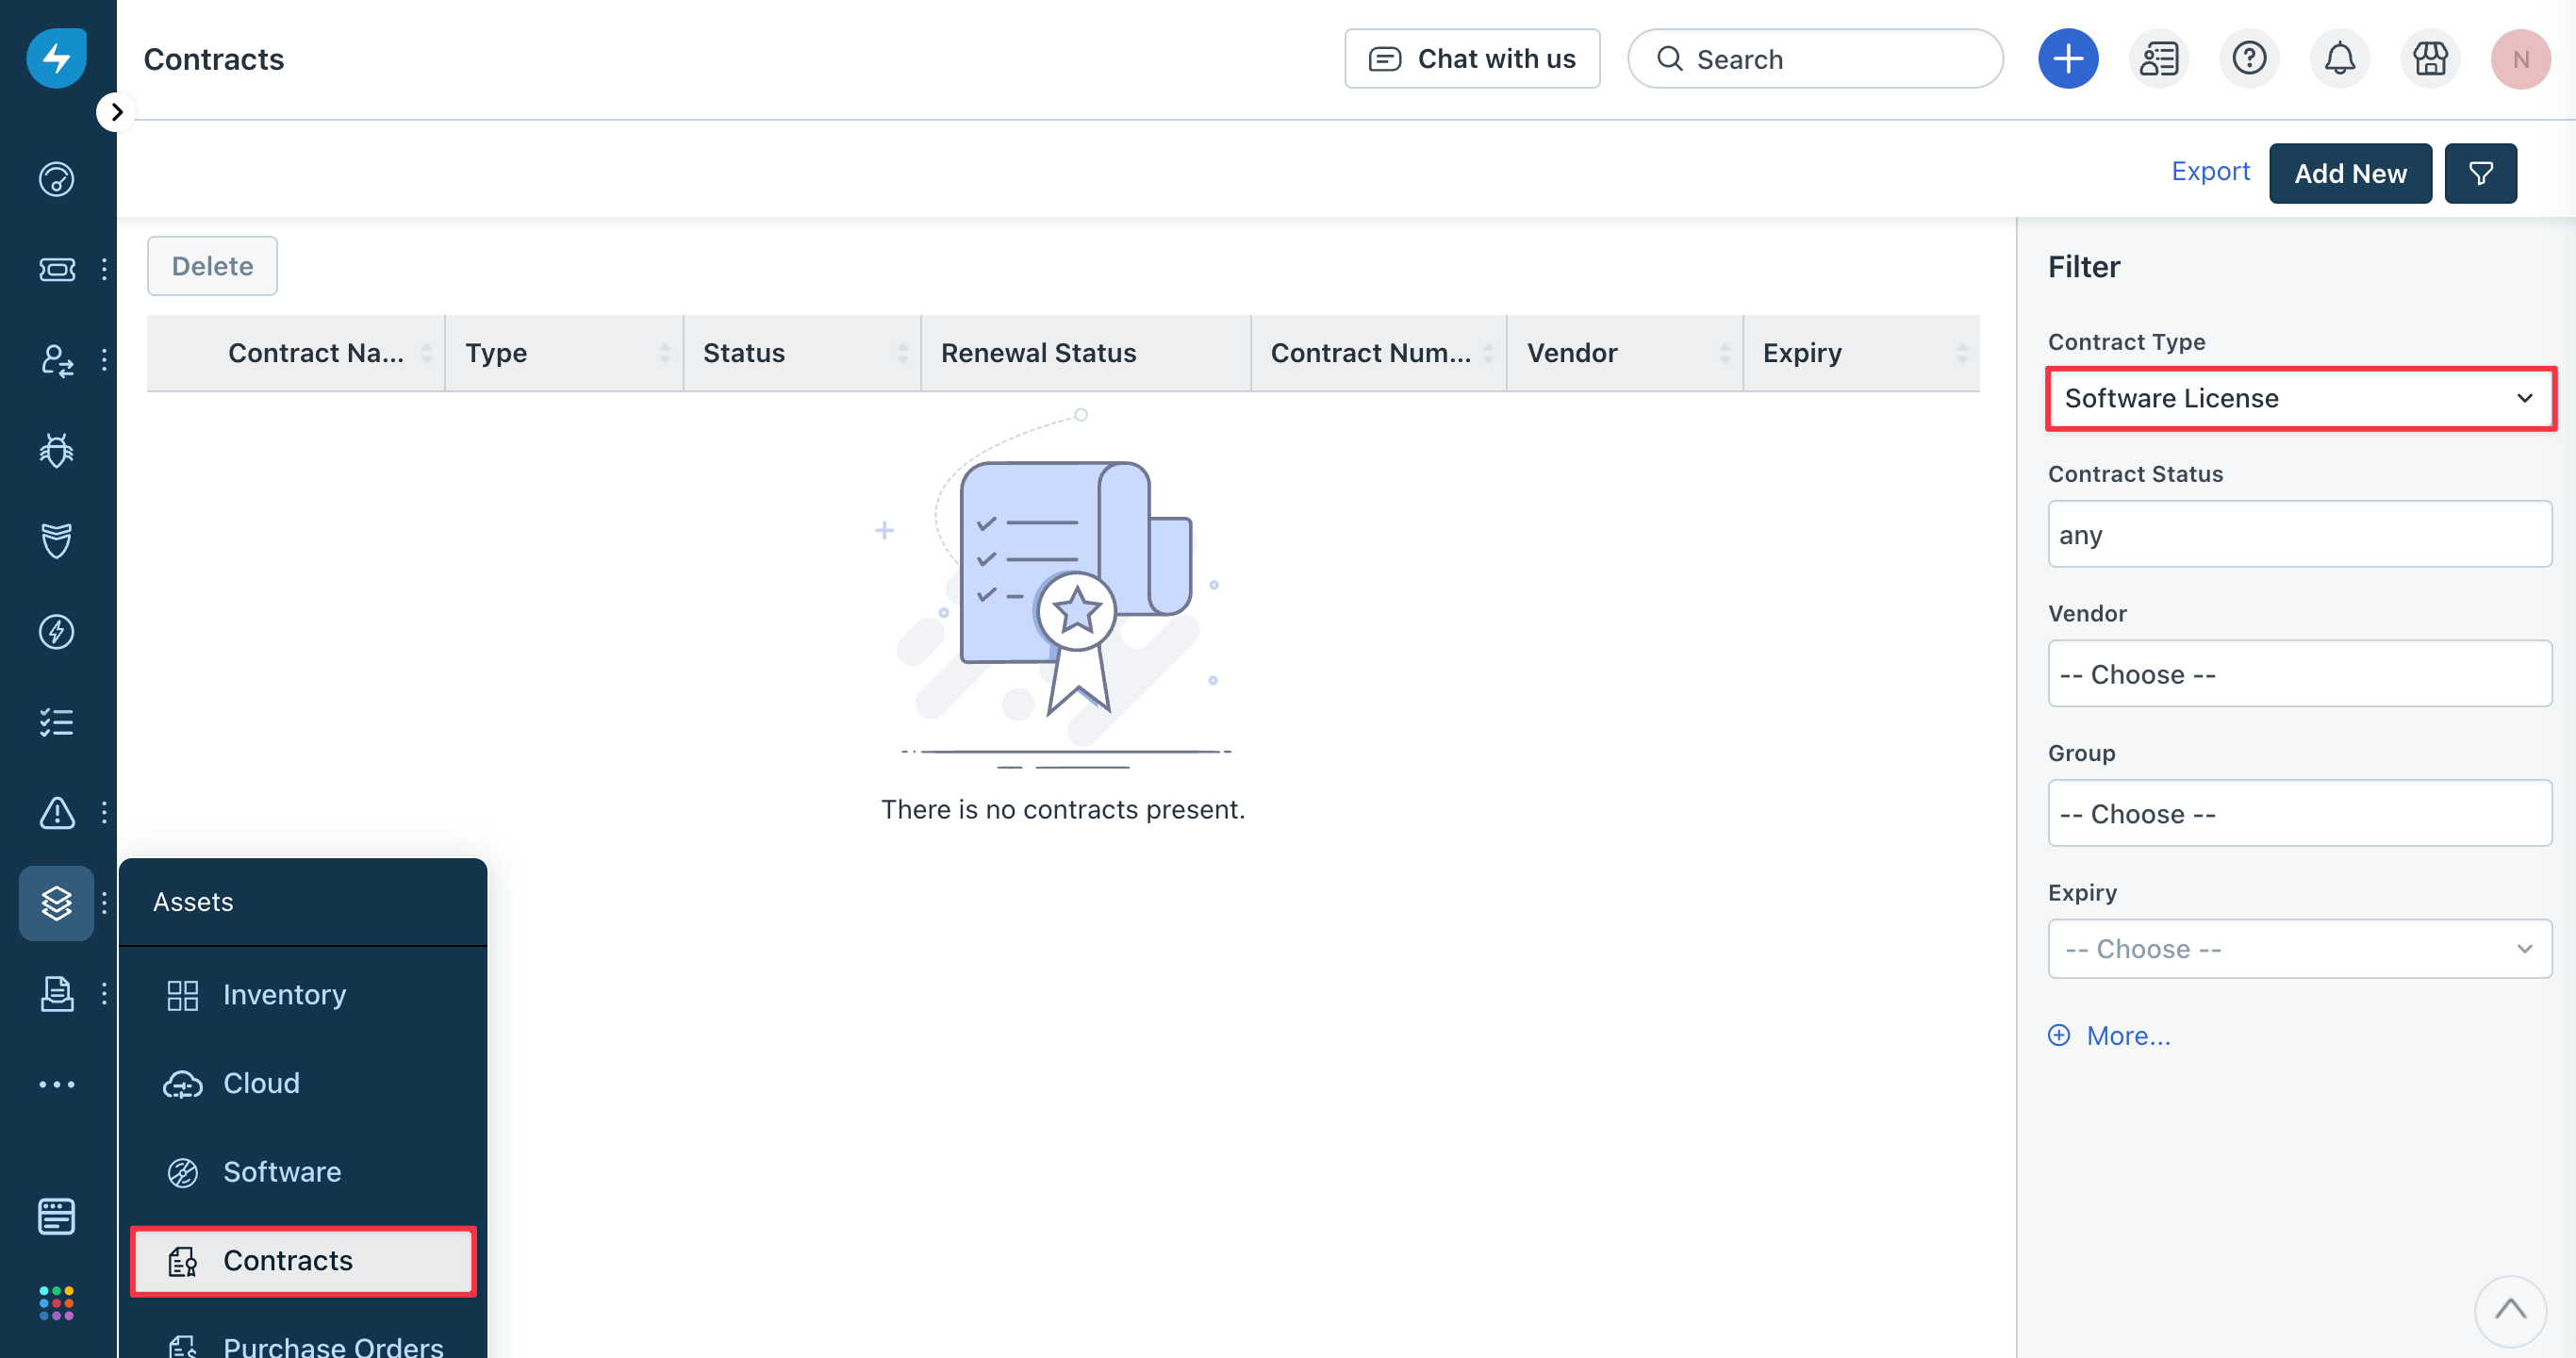 Contracts
Chat with us
Search
N
Export
Add New
Delete
Contract Na...
Type
Status
Renewal Status
Contract Num...
Vendor
Expiry
There is no contracts present.
Filter
Contract Type
Software License
Contract Status
any
Vendor
-- Choose --
Group
-- Choose --
Expiry
-- Choose --
More...
Assets
Inventory
Cloud
Software
Contracts
Purchase Orders